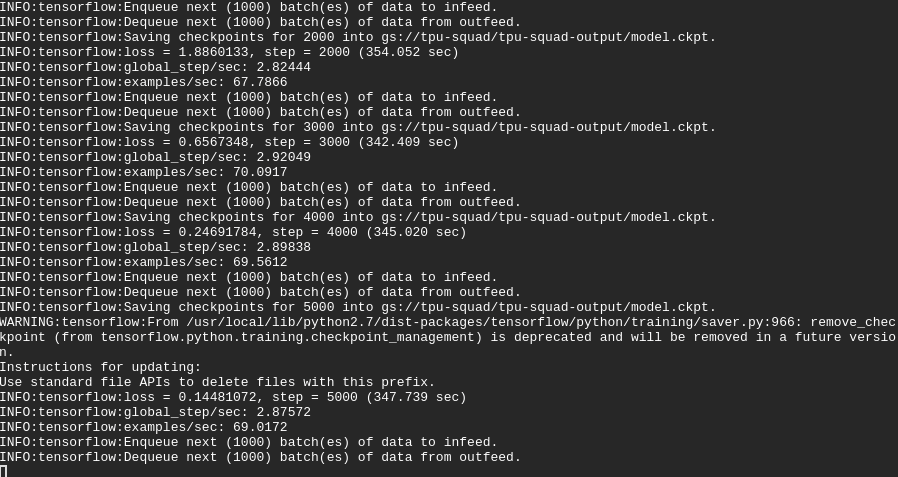 INFO:tensorflow:Enqueue next (1000) batch(es) of data to infeed.
INFO:tensorflow:Dequeue next (1000) batch(es) of data from outfeed.
INFO:tensorflow:Saving checkpoints for 2000 into gs://tpu-squad/tpu-squad-output/model.ckpt.
INFO:tensorflow:loss = 1.8860133, step = 2000 (354.052 sec)
INFO:tensorflow:global_step/sec: 2.82444
INFO:tensorflow:examples/sec: 67.7866
INFO:tensorflow:Enqueue next (1000) batch(es) of data to infeed.
INFO:tensorflow:Dequeue next (1000) batch(es) of data from outfeed.
INFO:tensorflow:Saving checkpoints for 3000 into gs://tpu-squad/tpu-squad-output/model.ckpt.
INFO:tensorflow:loss = 0.6567348, step = 3000 (342.409 sec)
INFO:tensorflow:global_step/sec: 2.92049
INFO:tensorflow:examples/sec: 70.0917
INFO:tensorflow:Enqueue next (1000) batch(es) of data to infeed.
INFO:tensorflow:Dequeue next (1000) batch(es) of data from outfeed.
INFO:tensorflow:Saving checkpoints for 4000 into gs://tpu-squad/tpu-squad-output/model.ckpt.
INFO:tensorflow:loss = 0.24691784, step = 4000 (345.020 sec)
INFO:tensorflow:global_step/sec: 2.89838
INFO:tensorflow:examples/sec: 69.5612
INFO:tensorflow:Enqueue next (1000) batch(es) of data to infeed.
INFO:tensorflow:Dequeue next (1000) batch(es) of data from outfeed.
INFO:tensorflow:Saving checkpoints for 5000 into gs://tpu-squad/tpu-squad-output/model.ckpt.
WARNING:tensorflow:From /usr/local/lib/python2.7/dist-packages/tensorflow/python/training/saver.py:966: remove_chec
kpoint (from tensorflow.python.training.checkpoint_management) is deprecated and will be removed in a future versio
n.
Instructions for updating:
Use standard file APIs to delete files with this prefix.
INFO:tensorflow:loss = 0.14481072, step = 5000 (347.739 sec)
INFO:tensorflow:global_step/sec: 2.87572
INFO:tensorflow:examples/sec: 69.0172
INFO:tensorflow:Enqueue next (1000) batch(es) of data to infeed.
INFO:tensorflow:Dequeue next (1000) batch(es) of data from outfeed.